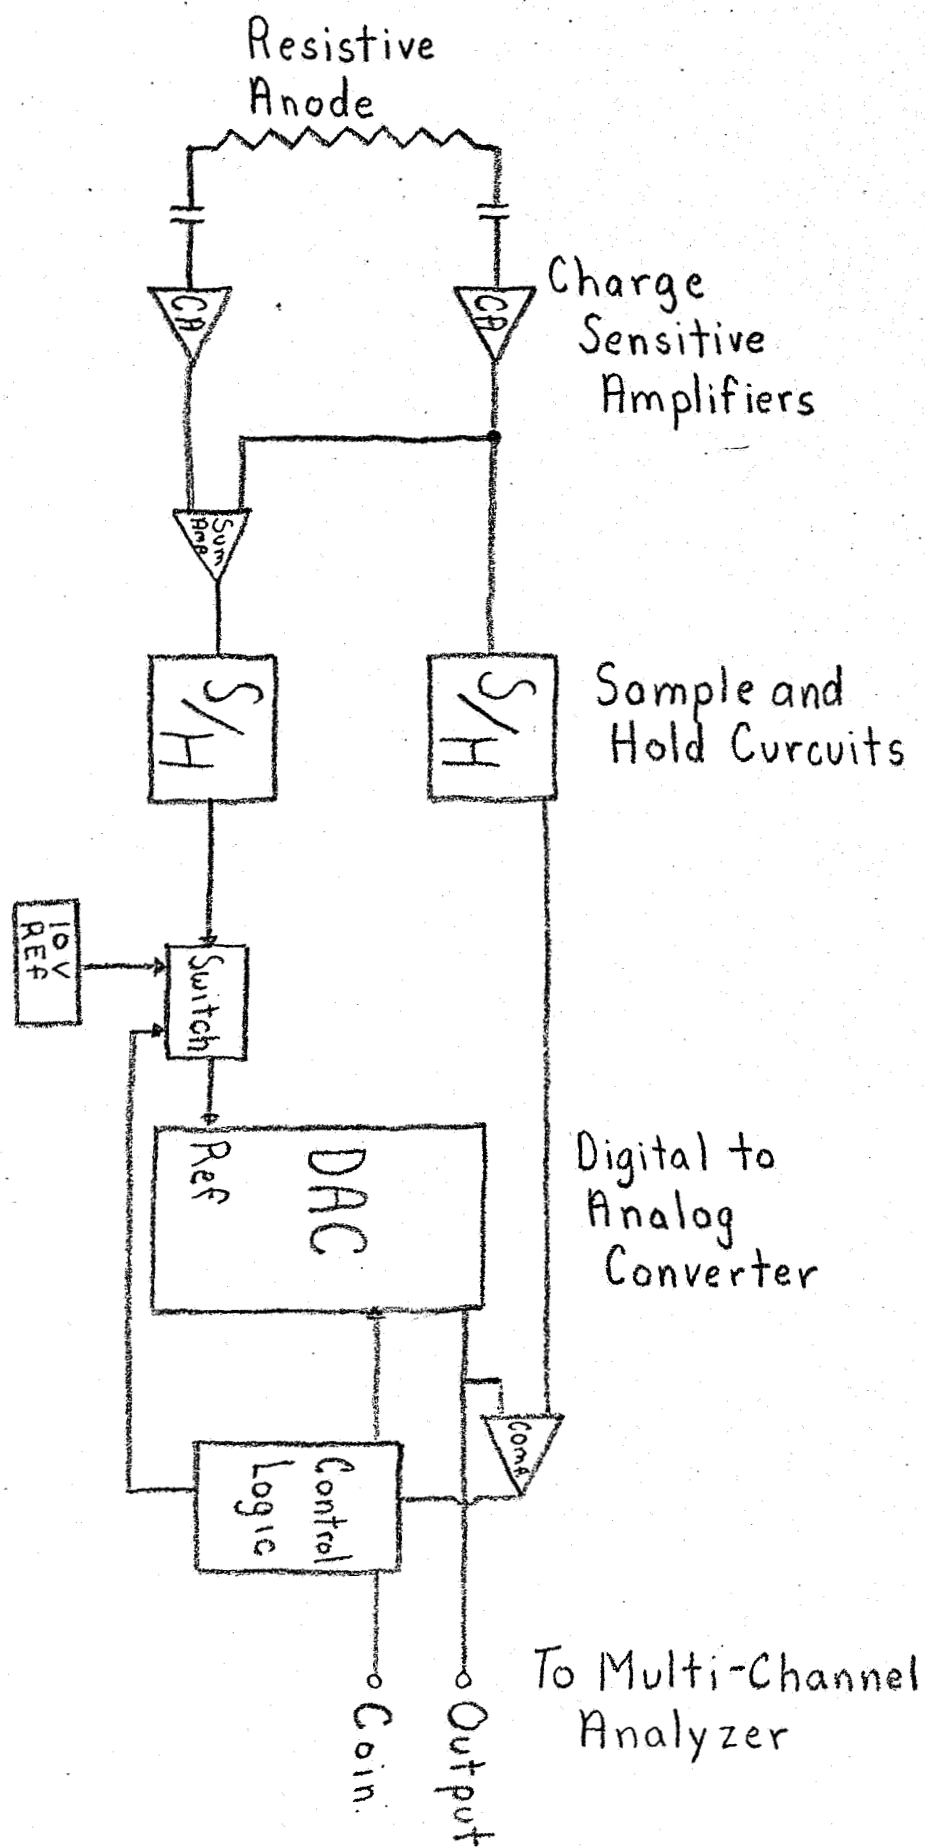 Resistive
Anode
CA
CA
Charge
Sensitive
Amplifiers
Sum
Amp
S/H
S/H
Sample and
Hold Curcuits
10V
REF
Switch
Ref
DAC
Digital to
Analog
Converter
Comp
Control
Logic
To Multi-Channel
Analyzer
Coin.
Output